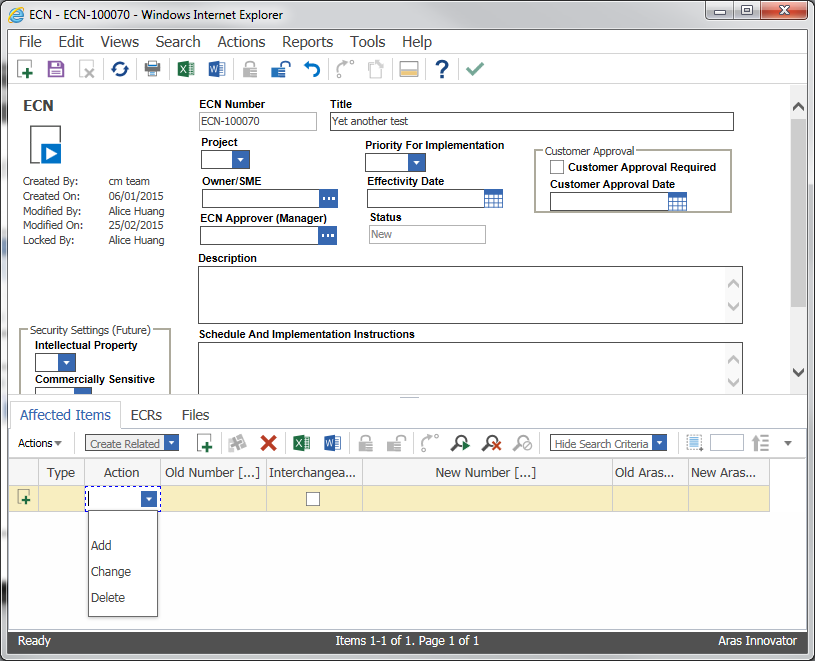 ECN - ECN-100070 - Windows Internet Explorer
File Edit Views Search Actions Reports Tools Help
ECN
ECN Number Title
ECN-100070 Yet another test
Project Priority For Implementation
Customer Approval
Customer Approval Required
Created By: cm team
Owner/SME Effectivity Date Customer Approval Date
Created On: 06/01/2015
Modified By: Alice Huang
ECN Approver (Manager) Status
Modified On: 25/02/2015
New
Locked By: Alice Huang
Description
Security Settings (Future)
Schedule And Implementation Instructions
Intellectual Property
Commercially Sensitive
Affected Items ECRs Files
Actions Create Related Hide Search Criteria
Type Action Old Number [...] Interchangea... New Number [...] Old Aras... New Aras...
Add
Change
Delete
Ready Items 1-1 of 1. Page 1 of 1 Aras Innovator